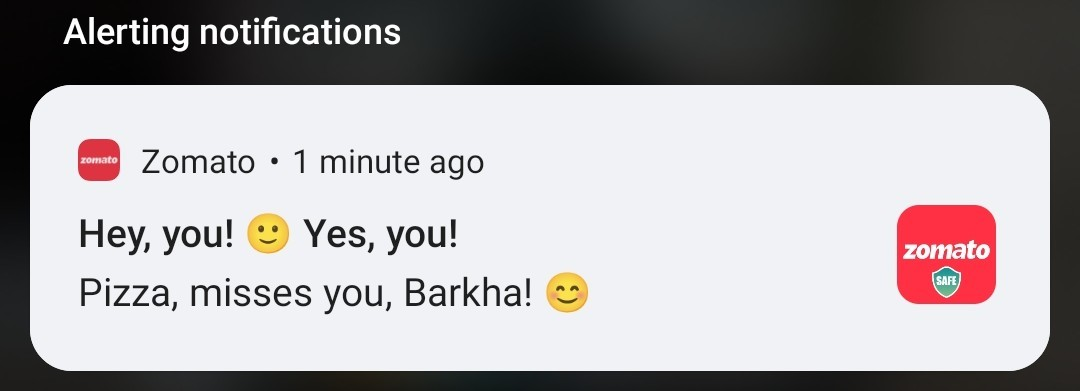 Alerting notifications
zomato Zomato • 1 minute ago
Hey, you! 🙂 Yes, you!
Pizza, misses you, Barkha! 😊
zomato
SAFE